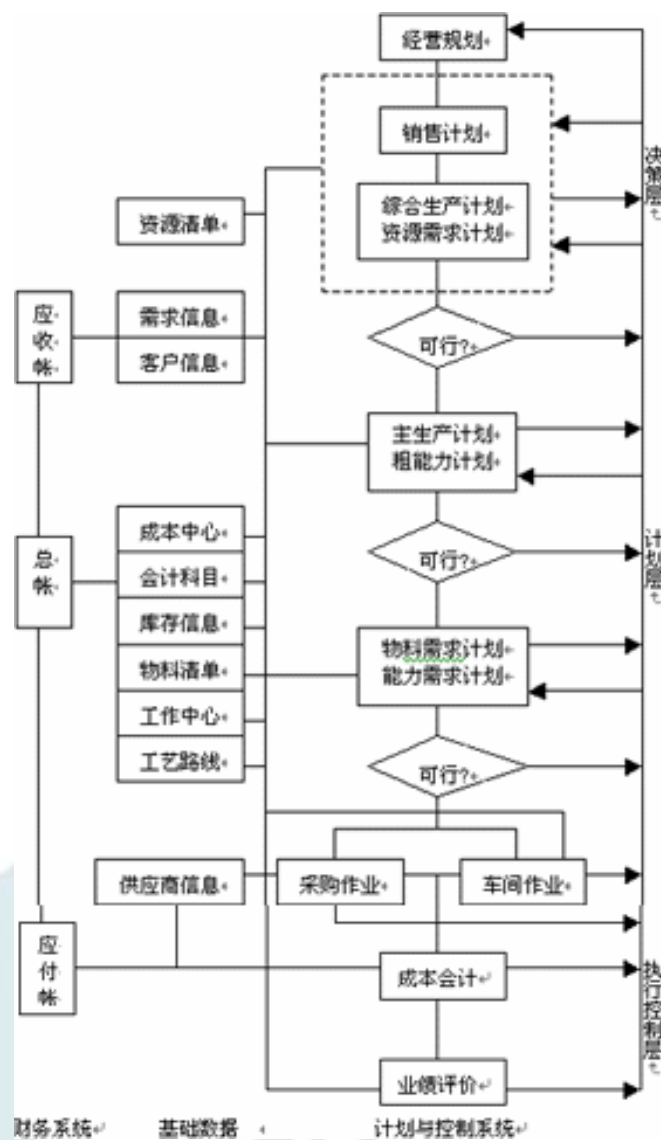 经营规划
销售计划
综合生产计划
资源需求计划
决策层
资源清单
应收帐
需求信息
客户信息
可行?
主生产计划
粗能力计划
总帐
成本中心
会计科目
库存信息
物料清单
工作中心
工艺路线
可行?
计划层
物料需求计划
能力需求计划
可行?
供应商信息
采购作业
车间作业
应付帐
成本会计
执行控制层
业绩评价
财务系统 基础数据 计划与控制系统